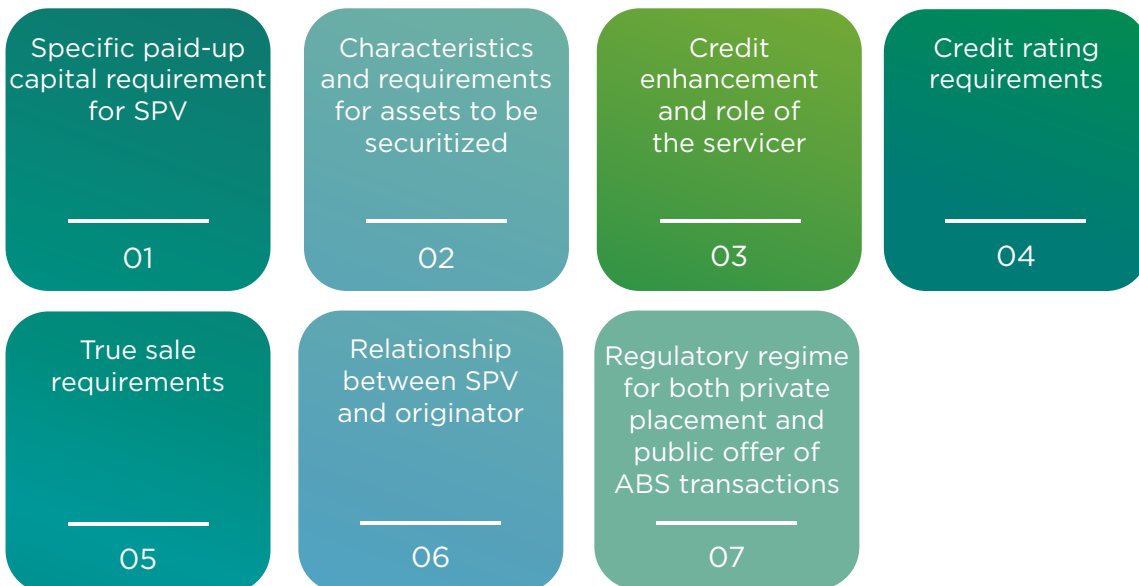 Specific paid-up
capital requirement
for SPV
01
Characteristics
and requirements
for assets to be
securitized
02
Credit
enhancement
and role of
the servicer
03
Credit rating
requirements
04
True sale
requirements
05
Relationship
between SPV
and originator
06
Regulatory regime
for both private
placement and
public offer of
ABS transactions
07